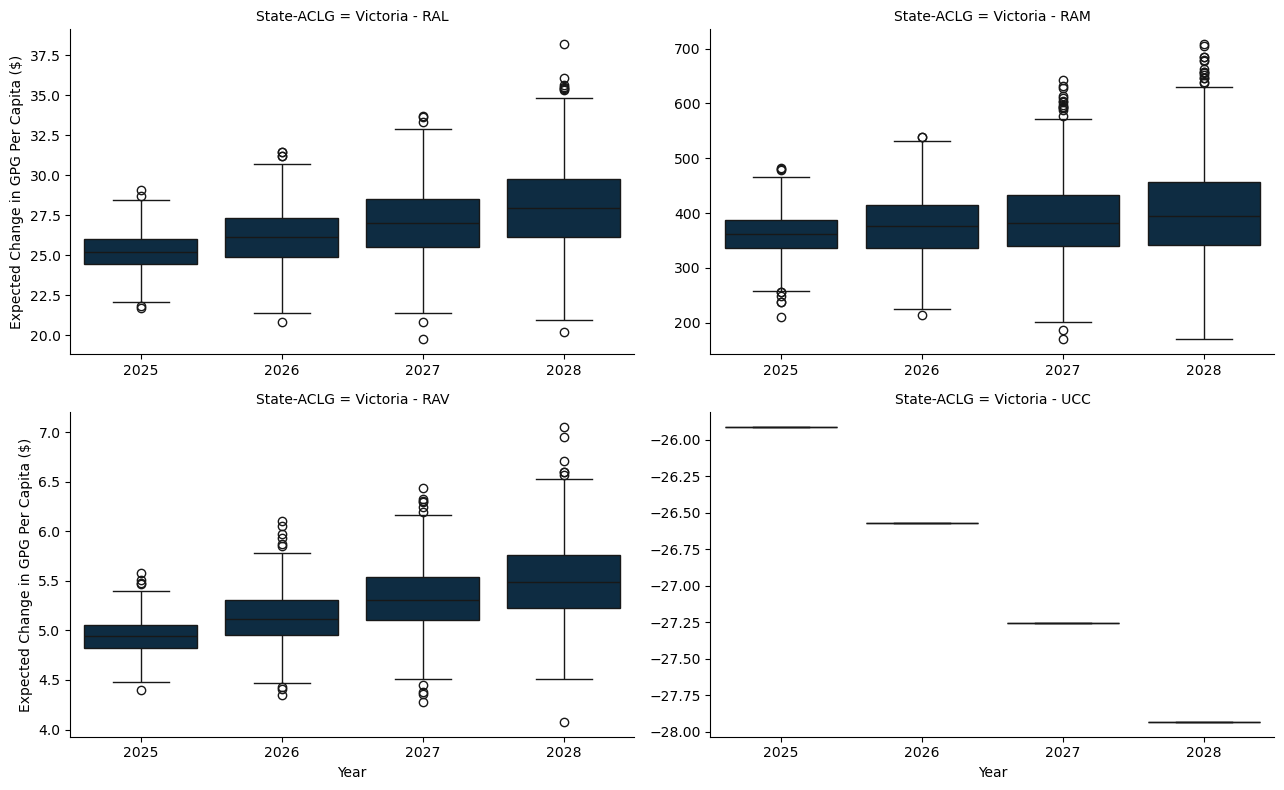 State-ACLG = Victoria - RAL
Expected Change in GPG Per Capita ($)
37.5
35.0
32.5
30.0
27.5
25.0
22.5
20.0
2025 2026 2027 2028
State-ACLG = Victoria - RAM
700
600
500
400
300
200
2025 2026 2027 2028
State-ACLG = Victoria - RAV
Expected Change in GPG Per Capita ($)
7.0
6.5
6.0
5.5
5.0
4.5
4.0
2025 2026 2027 2028
Year
State-ACLG = Victoria - UCC
−26.00
−26.25
−26.50
−26.75
−27.00
−27.25
−27.50
−27.75
−28.00
2025 2026 2027 2028
Year